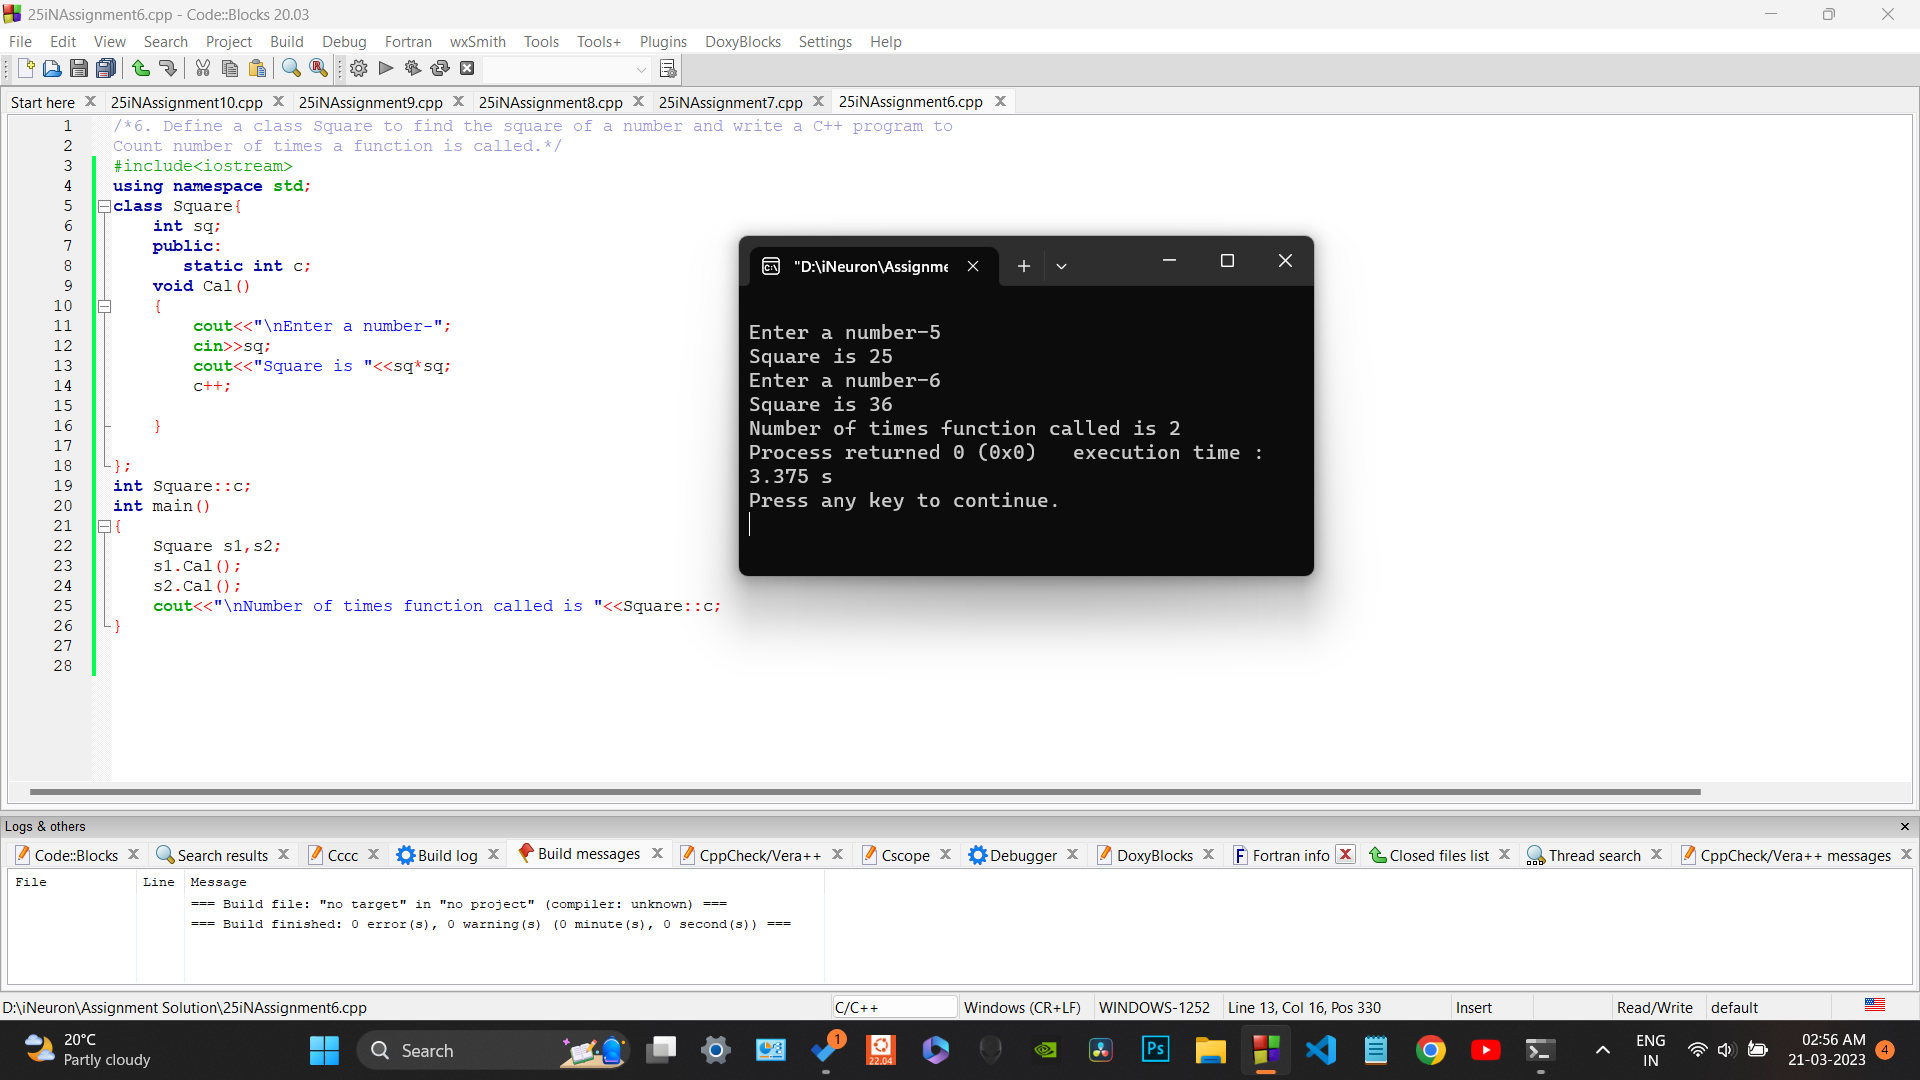 25iNAssignment6.cpp - Code::Blocks 20.03
File Edit View Search Project Build Debug Fortran wxSmith Tools Tools+ Plugins DoxyBlocks Settings Help
Start here 25iNAssignment10.cpp 25iNAssignment9.cpp 25iNAssignment8.cpp 25iNAssignment7.cpp 25iNAssignment6.cpp
1 /*6. Define a class Square to find the square of a number and write a C++ program to
2 Count number of times a function is called.*/
3 #include<iostream>
4 using namespace std;
5 class Square{
6 int sq;
7 public:
8 static int c;
9 void Cal()
10 {
11 cout<<"\nEnter a number-";
12 cin>>sq;
13 cout<<"Square is "<<sq*sq;
14 c++;
15
16 }
17
18 };
19 int Square::c;
20 int main()
21 {
22 Square s1,s2;
23 s1.Cal();
24 s2.Cal();
25 cout<<"\nNumber of times function called is "<<Square::c;
26 }
27
28
"D:\iNeuron\Assignme
Enter a number-5
Square is 25
Enter a number-6
Square is 36
Number of times function called is 2
Process returned 0 (0x0) execution time :
3.375 s
Press any key to continue.
Logs & others
Code::Blocks Search results Cccc Build log Build messages CppCheck/Vera++ Cscope Debugger DoxyBlocks Fortran info Closed files list Thread search CppCheck/Vera++ messages
File Line Message
=== Build file: "no target" in "no project" (compiler: unknown) ===
=== Build finished: 0 error(s), 0 warning(s) (0 minute(s), 0 second(s)) ===
D:\iNeuron\Assignment Solution\25iNAssignment6.cpp C/C++ Windows (CR+LF) WINDOWS-1252 Line 13, Col 16, Pos 330 Insert Read/Write default
20°C
Partly cloudy
Search
1
22.04
Ps
ENG
IN
02:56 AM
21-03-2023
4